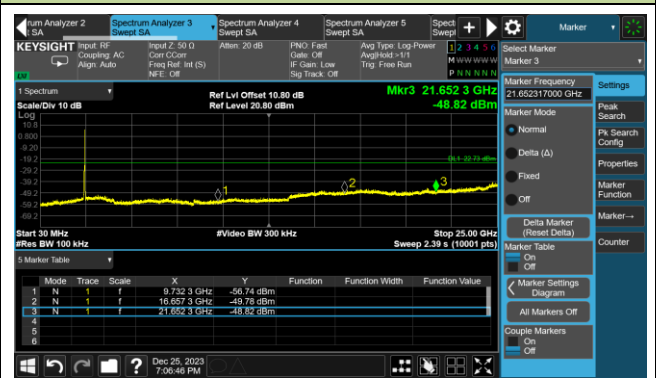 rum Analyzer 2
t SA
Spectrum Analyzer 3
Swept SA
Spectrum Analyzer 4
Swept SA
Spectrum Analyzer 5
Swept SA
Spect
Swept
Marker
KEYSIGHT
Input: RF
Coupling: AC
Align: Auto
Input Z: 50 Ω
Corr CCorr
Freq Ref: Int (S)
NFE: Off
Atten: 20 dB
PNO: Fast
Gate: Off
IF Gain: Low
Sig Track: Off
Avg Type: Log-Power
Avg|Hold:>1/1
Trig: Free Run
1 2 3 4 5 6
M W W W W W
P N N N N N
LXI
1 Spectrum
Scale/Div 10 dB
Ref Lvl Offset 10.80 dB
Ref Level 20.80 dBm
Mkr3 21.652 3 GHz
-48.82 dBm
Log
10.8
0.800
-9.20
-19.2
-29.2
-39.2
-49.2
-59.2
-69.2
DL1 -22.73 dBm
1
2
3
Start 30 MHz
#Res BW 100 kHz
#Video BW 300 kHz
Stop 25.00 GHz
Sweep 2.39 s (10001 pts)
5 Marker Table
Mode Trace Scale X Y Function Function Width Function Value
1 N 1 f 9.732 3 GHz -56.74 dBm
2 N 1 f 16.657 3 GHz -49.78 dBm
3 N 1 f 21.652 3 GHz -48.82 dBm
4
5
6
Dec 25, 2023
7:06:46 PM
?
Select Marker
Marker 3
Marker Frequency
21.652317000 GHz
Marker Mode
Normal
Delta (Δ)
Fixed
Off
Delta Marker
(Reset Delta)
Marker Table
On
Off
Marker Settings
Diagram
All Markers Off
Couple Markers
On
Off
Settings
Peak
Search
Pk Search
Config
Properties
Marker
Function
Marker→
Counter